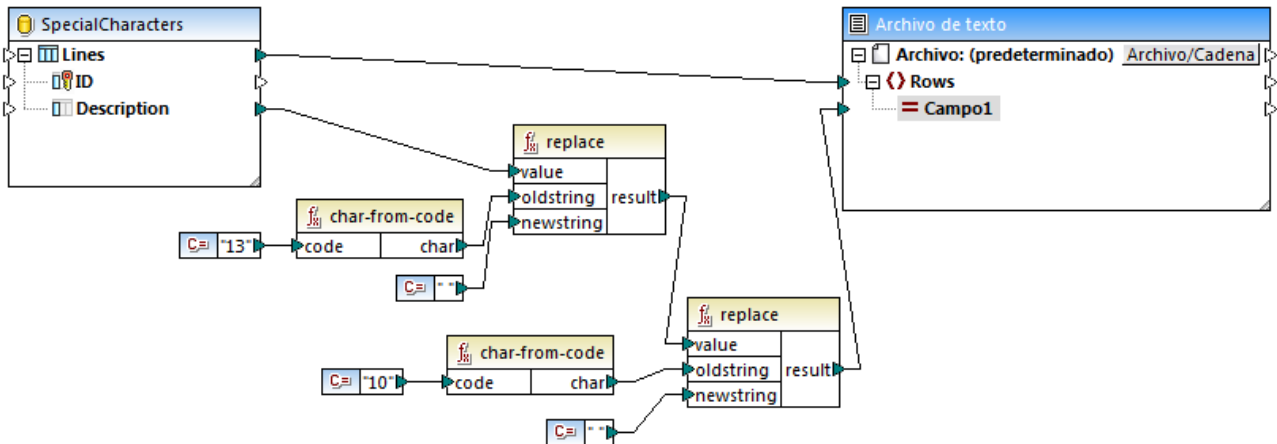 SpecialCharacters
Lines
ID
Description
Archivo de texto
Archivo: (predeterminado) Archivo/Cadena
Rows
Campo1
replace
value
oldstring
newstring
result
char-from-code
code char
C= "13"
C= " "
replace
value
oldstring
newstring
result
char-from-code
code char
C= "10"
C= " "